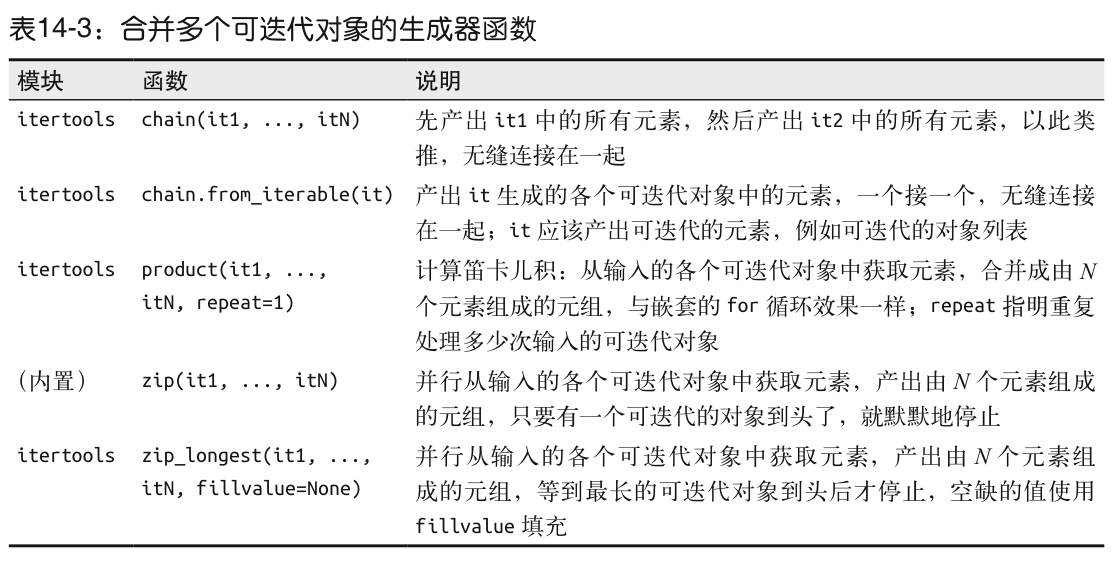 表14-3：合并多个可迭代对象的生成器函数
模块 函数 说明
itertools chain(it1, ..., itN) 先产出 it1 中的所有元素，然后产出 it2 中的所有元素，以此类
推，无缝连接在一起
itertools chain.from_iterable(it) 产出 it 生成的各个可迭代对象中的元素，一个接一个，无缝连接
在一起；it 应该产出可迭代的元素，例如可迭代的对象列表
itertools product(it1, ..., 计算笛卡儿积：从输入的各个可迭代对象中获取元素，合并成由 N
itN, repeat=1) 个元素组成的元组，与嵌套的 for 循环效果一样；repeat 指明重复
处理多少次输入的可迭代对象
（内置） zip(it1, ..., itN) 并行从输入的各个可迭代对象中获取元素，产出由 N 个元素组成
的元组，只要有一个可迭代的对象到头了，就默默地停止
itertools zip_longest(it1, ..., 并行从输入的各个可迭代对象中获取元素，产出由 N 个元素组
itN, fillvalue=None) 成的元组，等到最长的可迭代对象到头后才停止，空缺的值使用
fillvalue 填充